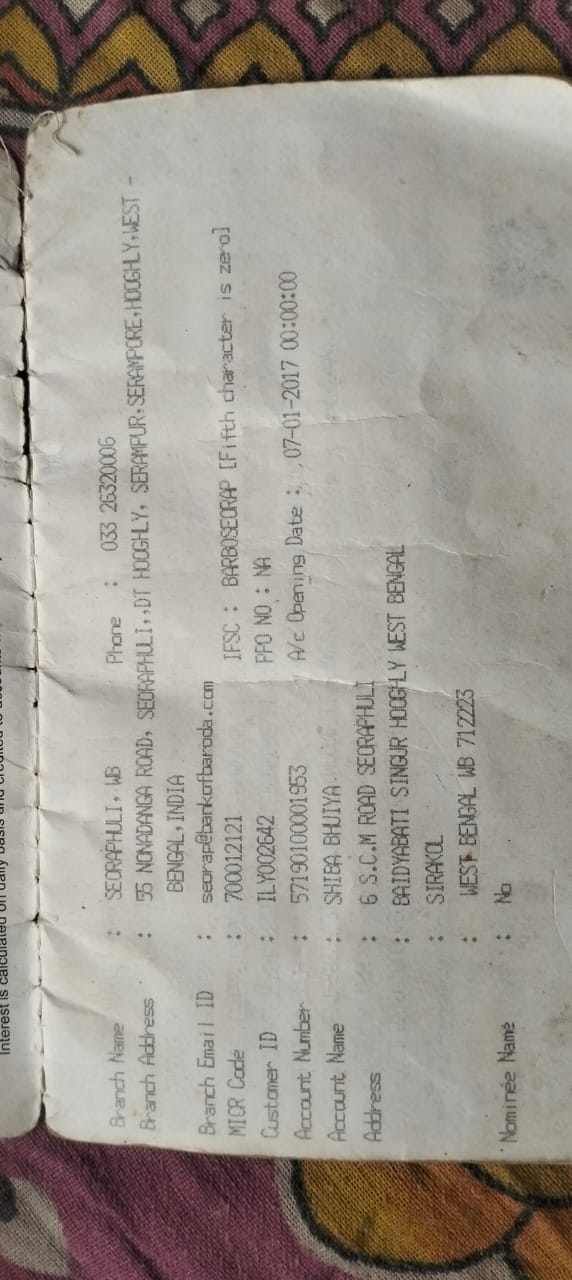 Interest is calculated on daily basis and credited to
Branch Name : SEORAPHULI, WB Phone : 033 26320006
Branch Address : 55 NONADANGA ROAD, SEORAPHULI,,DT HOOGHLY, SERAMPUR,SERAMPORE,HOOGHLY,WEST -
BENGAL,INDIA
Branch Email ID : seorap@bankofbaroda.com
MICR Code : 700012121 IFSC : BARB0SEORAP [Fifth character is zero]
Customer ID : ILY002642 PPO NO : NA
Account Number : 57190100001953 A/c Opening Date : 07-01-2017 00:00:00
Account Name : SHIBA BHUIYA
Address : 6 S.C.M ROAD SEORAPHULI
: BAIDYABATI SINGUR HOOGHLY WEST BENGAL
: SIRAKOL
: WEST BENGAL WB 712223
Nominee Name : No